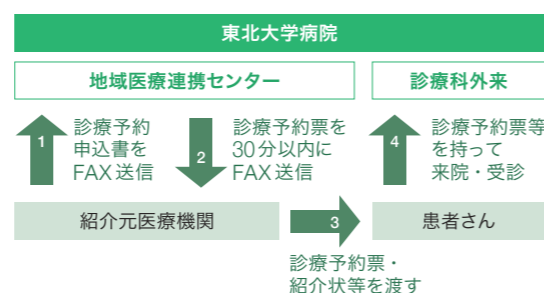 東北大学病院
地域医療連携センター
診療科外来
1
診療予約
申込書を
FAX送信
2
診療予約票を
30分以内に
FAX送信
4
診療予約票等
を持って
来院・受診
紹介元医療機関
3
患者さん
診療予約票・
紹介状等を渡す